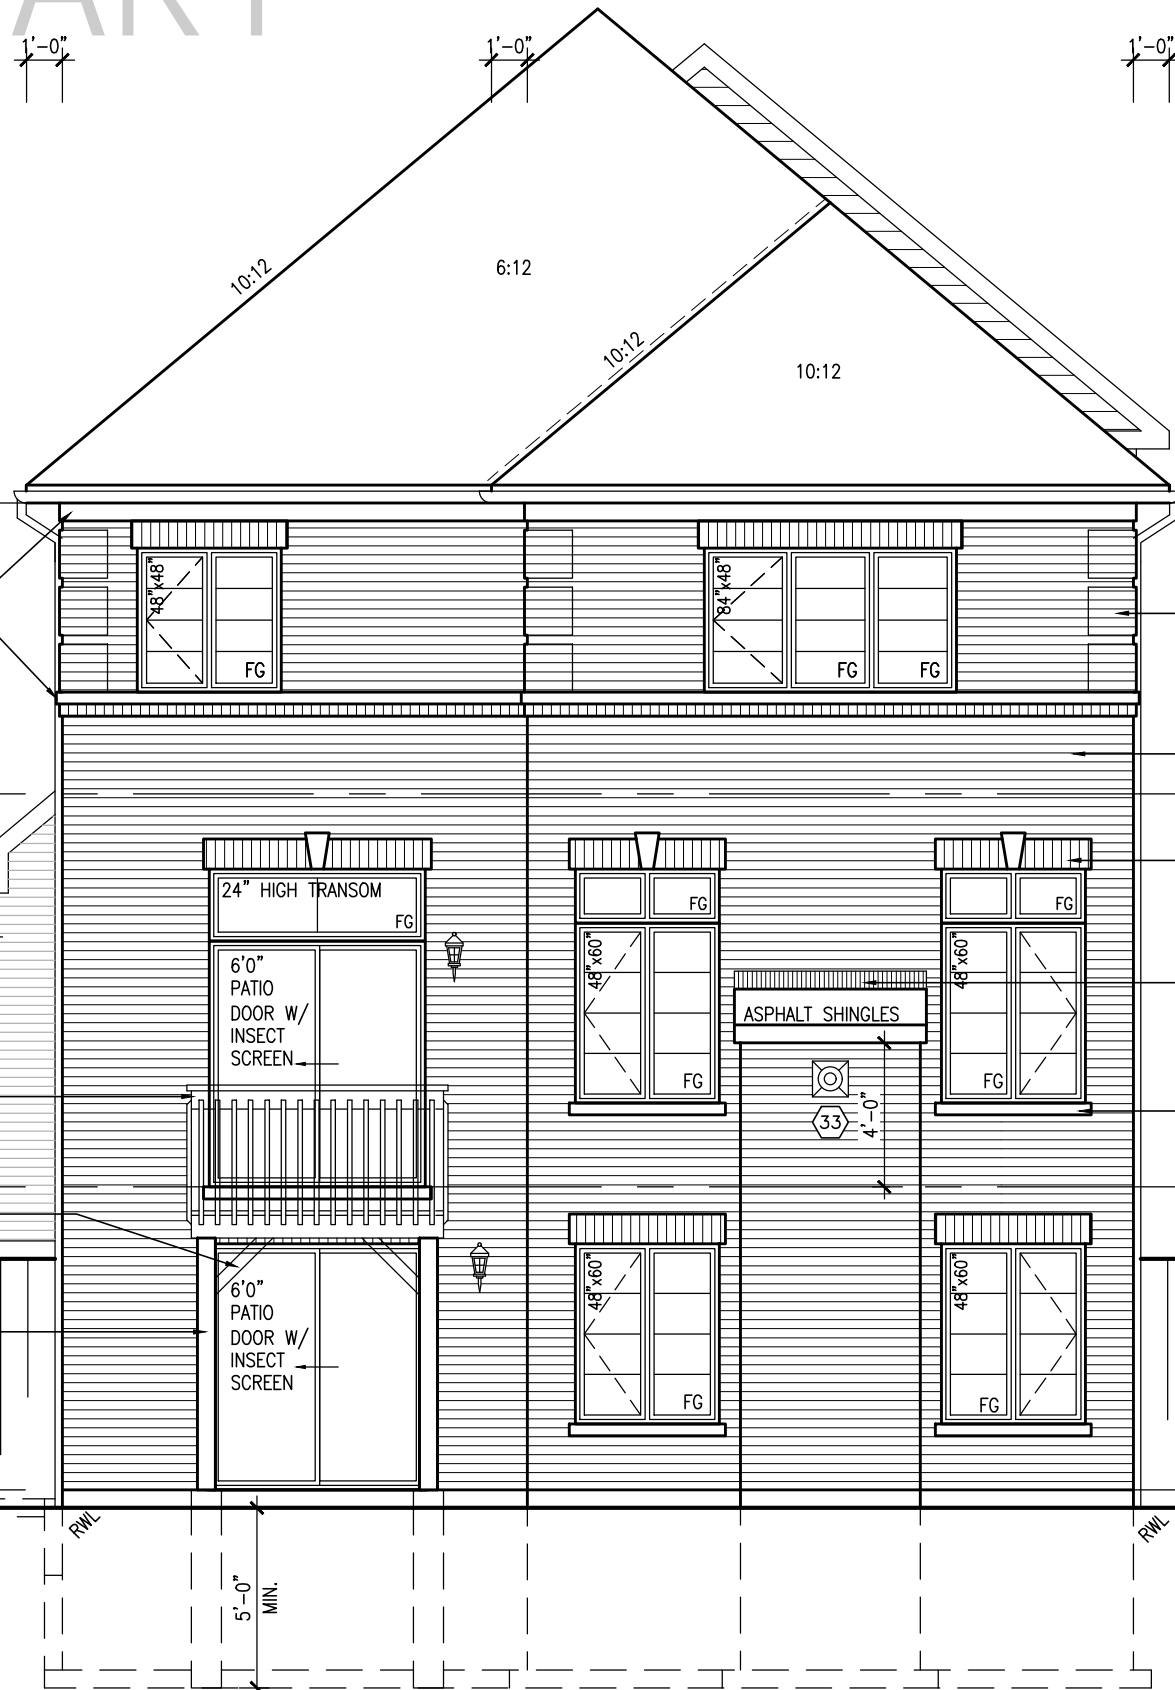 ART
1'-0"
1'-0"
1'-0"
10:12
6:12
10:12
10:12
48"x48"
FG
84"x48"
FG
FG
24" HIGH TRANSOM
FG
FG
FG
6'0"
PATIO
DOOR W/
INSECT
SCREEN
48"x60"
FG
ASPHALT SHINGLES
33
4'-0"
48"x60"
FG
6'0"
PATIO
DOOR W/
INSECT
SCREEN
48"x60"
FG
48"x60"
FG
RWL
RWL
5'-0"
MIN.